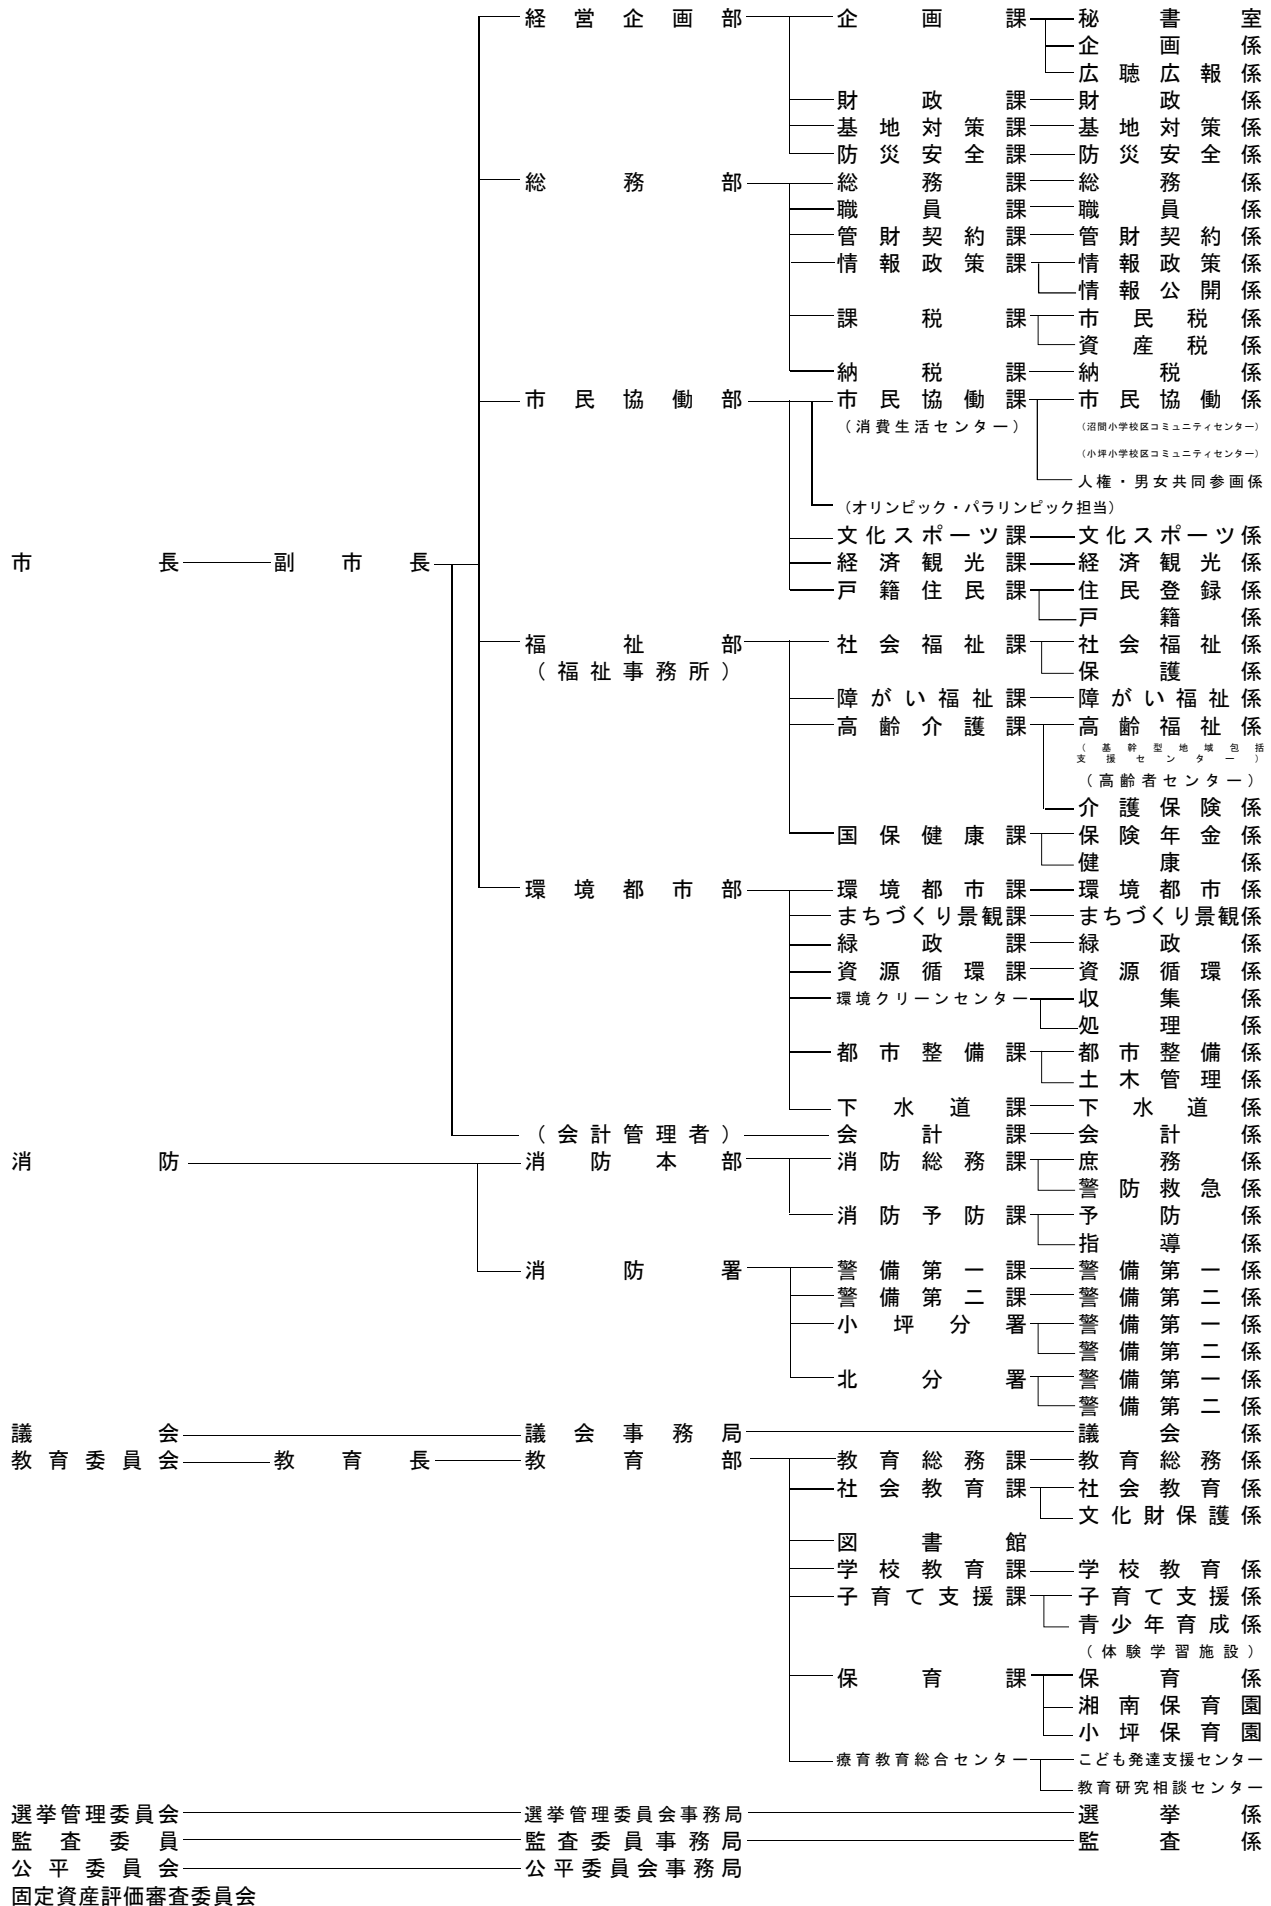 経営企画部 企画課 秘書室
企画係
広聴広報係
財政課 財政係
基地対策課 基地対策係
防災安全課 防災安全係
総務部 総務課 総務係
職員課 職員係
管財契約課 管財契約係
情報政策課 情報政策係
情報公開係
課税課 市民税係
資産税係
納税課 納税係
市民協働部 市民協働課 市民協働係
（消費生活センター） （沼間小学校区コミュニティセンター）
（小坪小学校区コミュニティセンター）
人権・男女共同参画係
（オリンピック・パラリンピック担当）
文化スポーツ課 文化スポーツ係
市長 副市長 経済観光課 経済観光係
戸籍住民課 住民登録係
戸籍係
福祉部 社会福祉課 社会福祉係
（福祉事務所） 保護係
障がい福祉課 障がい福祉係
高齢介護課 高齢福祉係
（基幹型地域包括
支援センター）
（高齢者センター）
介護保険係
国保健康課 保険年金係
健康係
環境都市部 環境都市課 環境都市係
まちづくり景観課 まちづくり景観係
緑政課 緑政係
資源循環課 資源循環係
環境クリーンセンター 収集係
処理係
都市整備課 都市整備係
土木管理係
下水道課 下水道係
（会計管理者） 会計課 会計係
消防 消防本部 消防総務課 庶務係
警防救急係
消防予防課 予防係
指導係
消防署 警備第一課 警備第一係
警備第二課 警備第二係
小坪分署 警備第一係
警備第二係
北分署 警備第一係
警備第二係
議会 議会事務局 議会係
教育委員会 教育長 教育部 教育総務課 教育総務係
社会教育課 社会教育係
文化財保護係
図書館
学校教育課 学校教育係
子育て支援課 子育て支援係
青少年育成係
（体験学習施設）
保育課 保育係
湘南保育園
小坪保育園
療育教育総合センター こども発達支援センター
教育研究相談センター
選挙管理委員会 選挙管理委員会事務局 選挙係
監査委員 監査委員事務局 監査係
公平委員会 公平委員会事務局
固定資産評価審査委員会